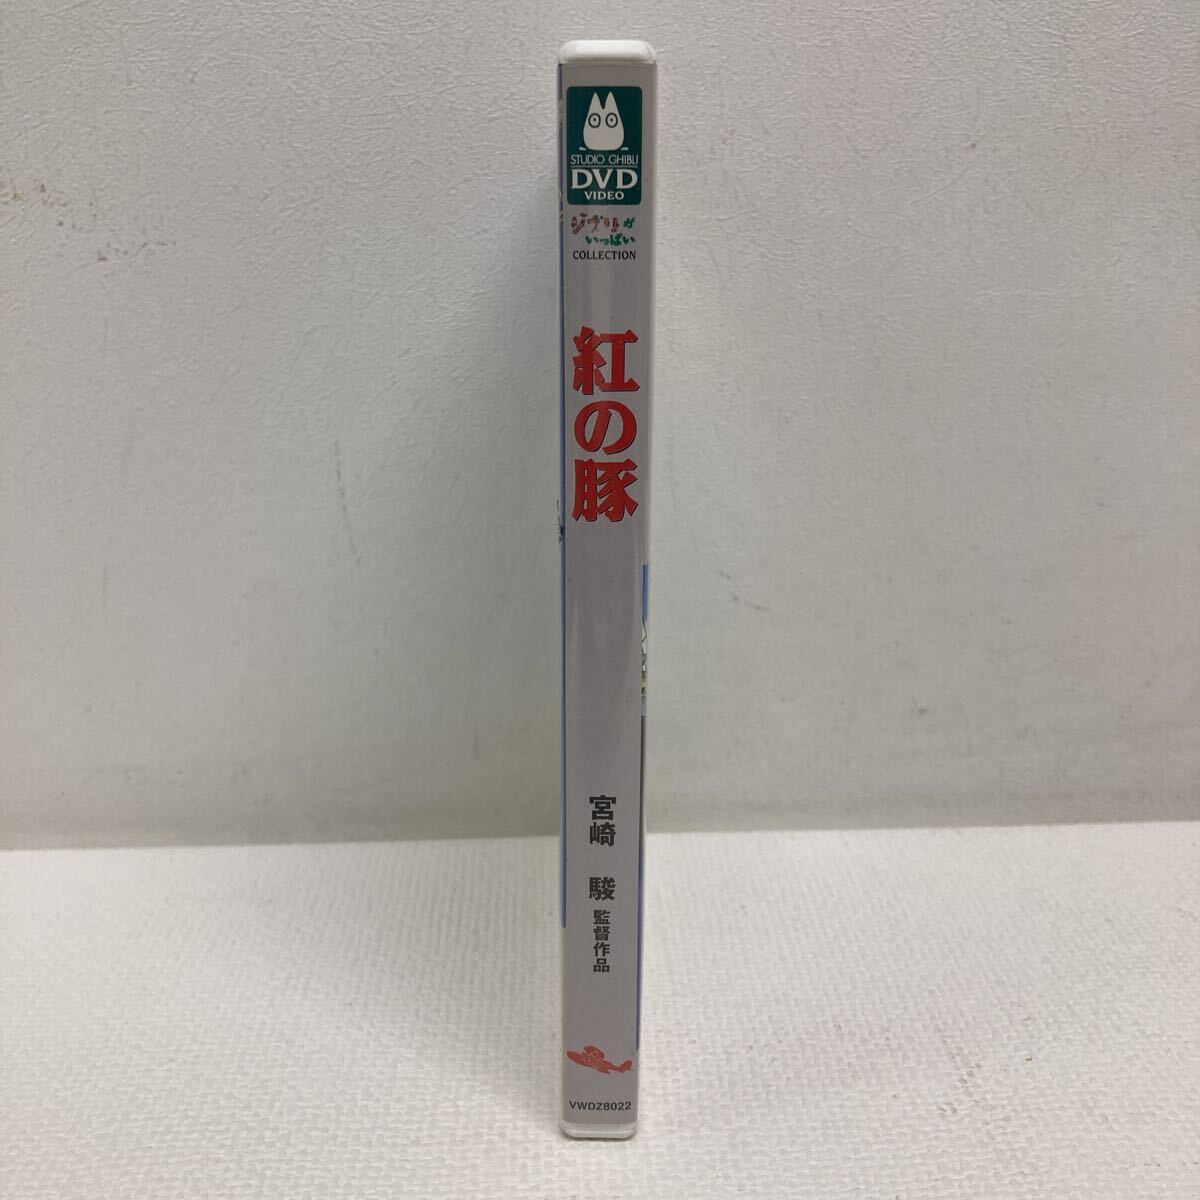 STUDIO GHIBLI
DVD
VIDEO
ジブリが
いっぱい
COLLECTION
紅の豚
宮崎 駿 監督作品
VWDZ8022